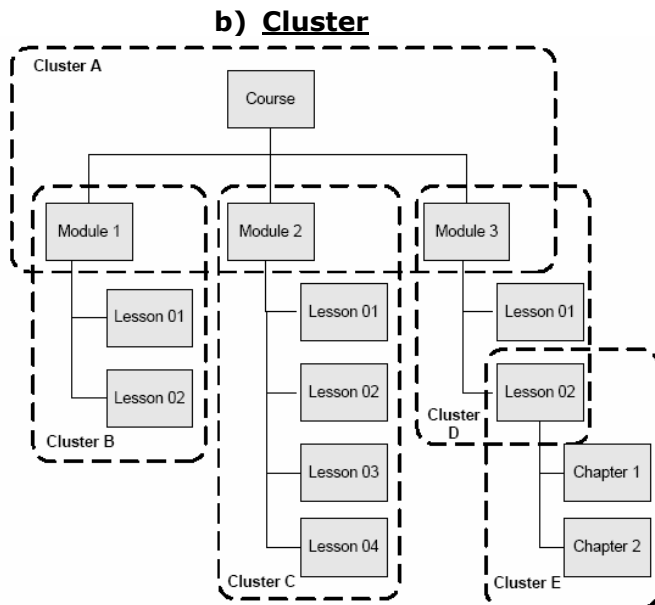 b) Cluster
Cluster A
Course
Module 1
Module 2
Module 3
Lesson 01
Lesson 01
Lesson 01
Lesson 02
Lesson 02
Lesson 02
Cluster B
Cluster
D
Lesson 03
Chapter 1
Lesson 04
Chapter 2
Cluster C
Cluster E